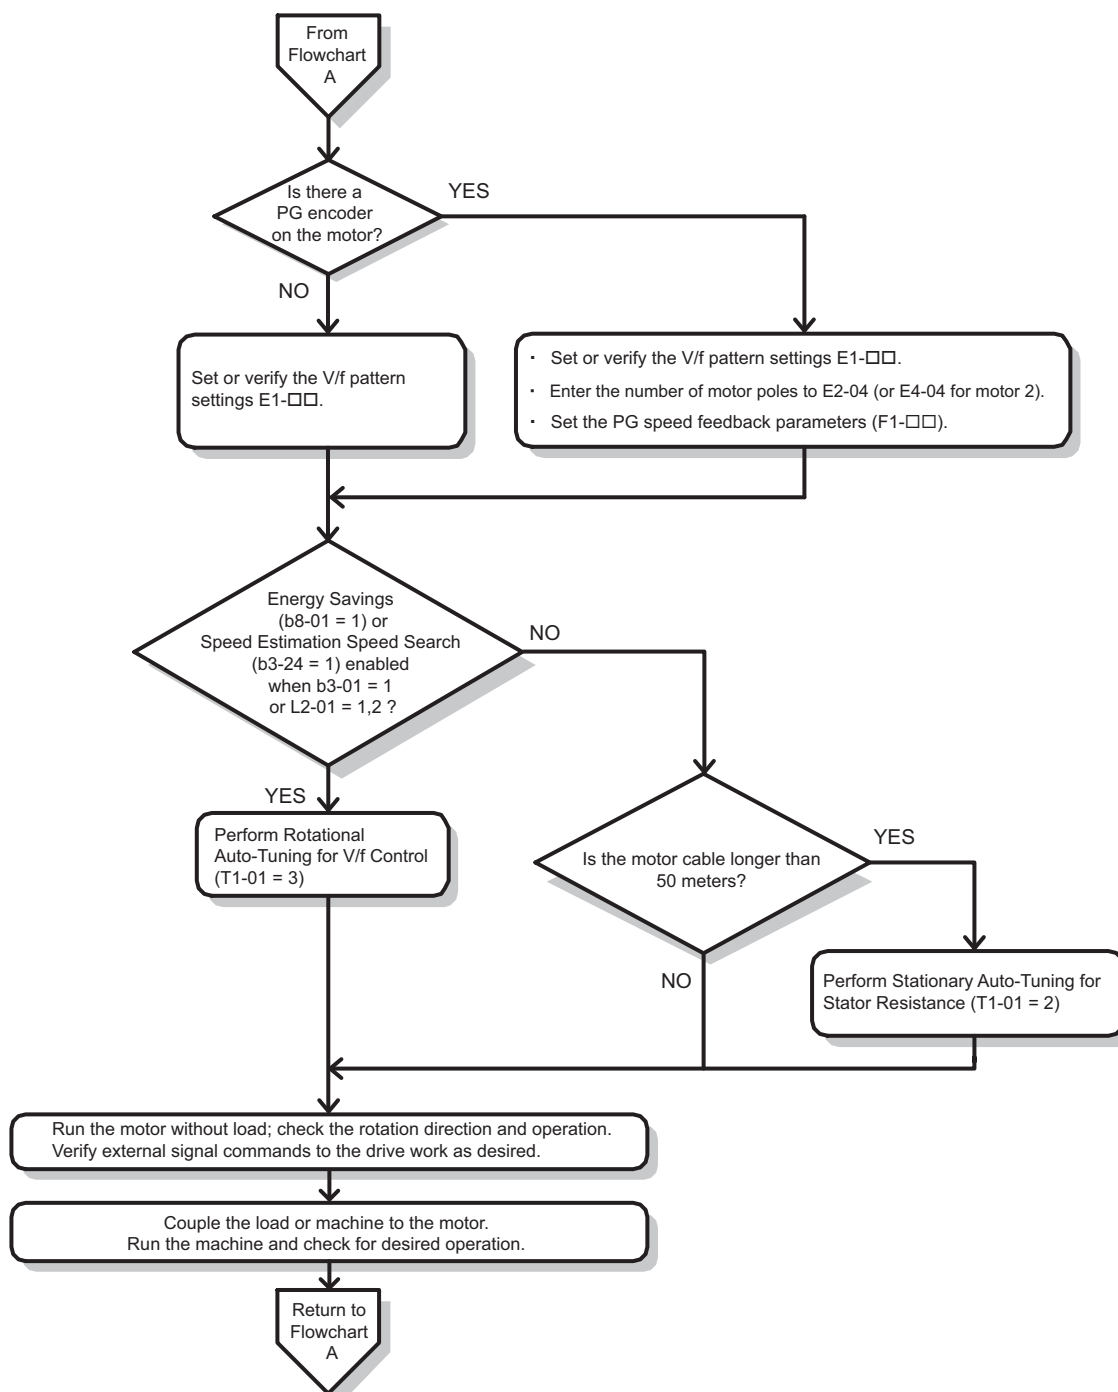 From
Flowchart
A
Is there a
PG encoder
on the motor?
YES
NO
Set or verify the V/f pattern
settings E1-□□.
· Set or verify the V/f pattern settings E1-□□.
· Enter the number of motor poles to E2-04 (or E4-04 for motor 2).
· Set the PG speed feedback parameters (F1-□□).
Energy Savings
(b8-01 = 1) or
Speed Estimation Speed Search
(b3-24 = 1) enabled
when b3-01 = 1
or L2-01 = 1,2 ?
NO
YES
Perform Rotational
Auto-Tuning for V/f Control
(T1-01 = 3)
Is the motor cable longer than
50 meters?
YES
NO
Perform Stationary Auto-Tuning for
Stator Resistance (T1-01 = 2)
Run the motor without load; check the rotation direction and operation.
Verify external signal commands to the drive work as desired.
Couple the load or machine to the motor.
Run the machine and check for desired operation.
Return to
Flowchart
A